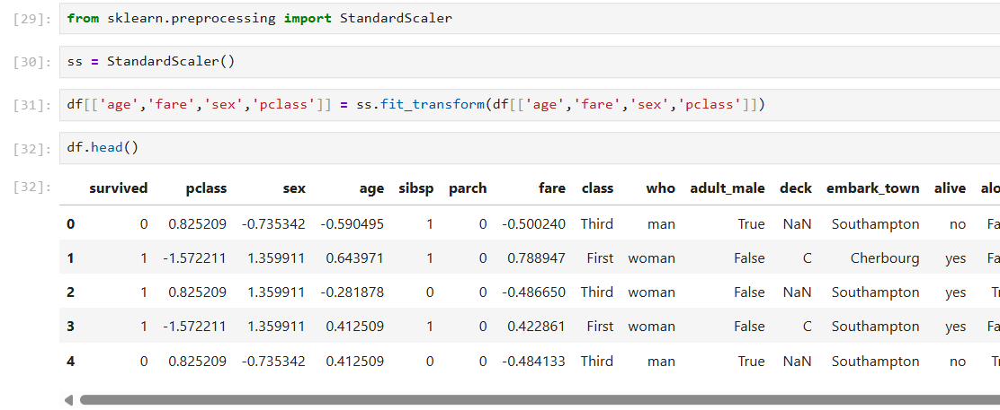 [29]: from sklearn.preprocessing import StandardScaler
[30]: ss = StandardScaler()
[31]: df[['age','fare','sex','pclass']] = ss.fit_transform(df[['age','fare','sex','pclass']])
[32]: df.head()
[32]: survived pclass sex age sibsp parch fare class who adult_male deck embark_town alive alo
0 0 0.825209 -0.735342 -0.590495 1 0 -0.500240 Third man True NaN Southampton no Fa
1 1 -1.572211 1.359911 0.643971 1 0 0.788947 First woman False C Cherbourg yes Fa
2 1 0.825209 1.359911 -0.281878 0 0 -0.486650 Third woman False NaN Southampton yes Tr
3 1 -1.572211 1.359911 0.412509 1 0 0.422861 First woman False C Southampton yes Fa
4 0 0.825209 -0.735342 0.412509 0 0 -0.484133 Third man True NaN Southampton no Tr